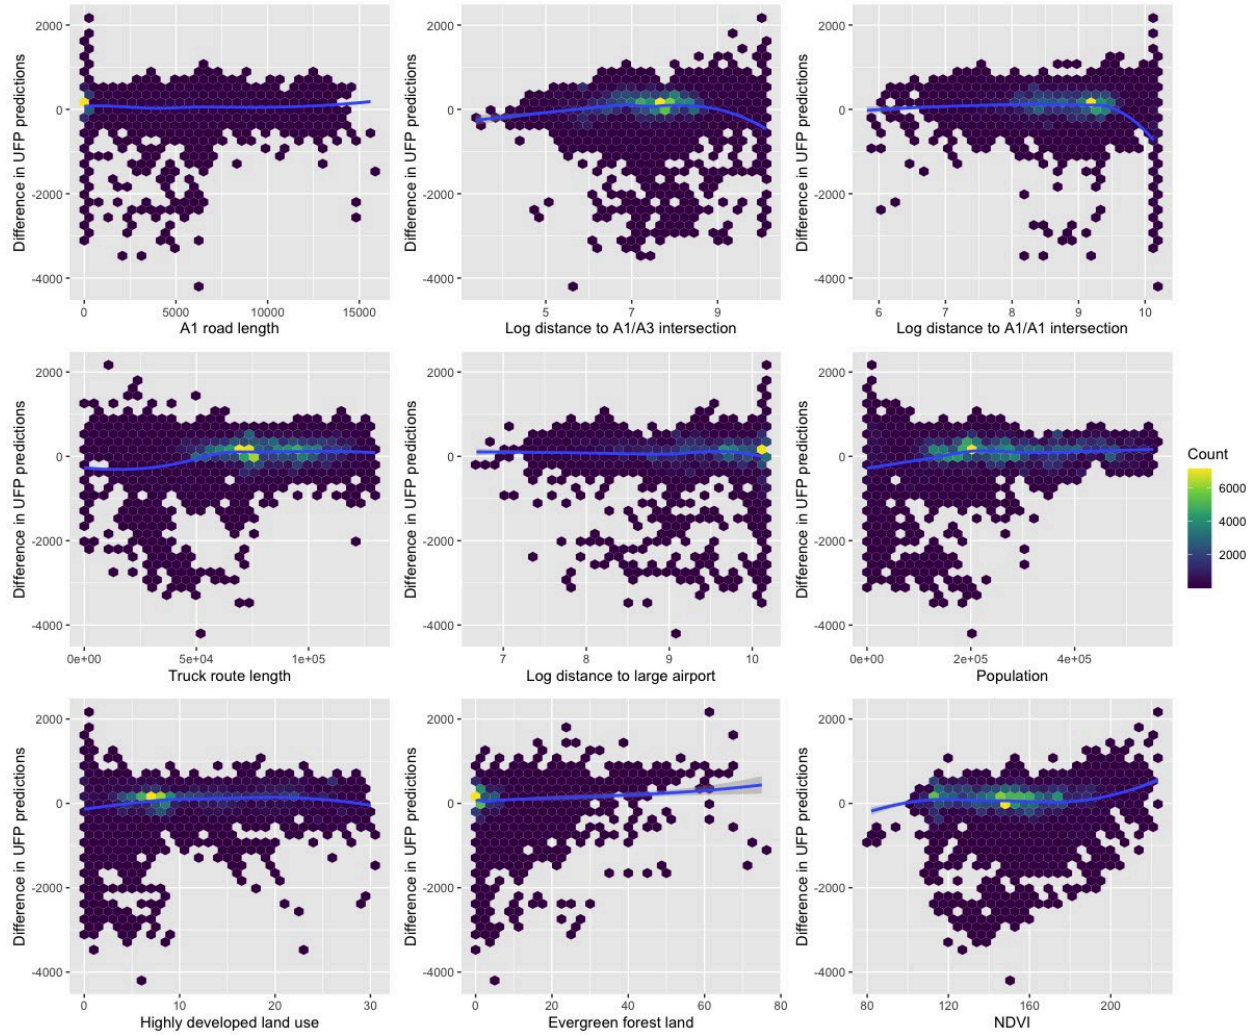 Difference in UFP predictions
2000
0
-2000
-4000
0
5000
10000
15000
A1 road length
Difference in UFP predictions
2000
0
-2000
-4000
5
7
9
Log distance to A1/A3 intersection
Difference in UFP predictions
2000
0
-2000
-4000
6
7
8
9
10
Log distance to A1/A1 intersection
Difference in UFP predictions
2000
0
-2000
-4000
0e+00
5e+04
1e+05
Truck route length
Difference in UFP predictions
2000
0
-2000
-4000
7
8
9
10
Log distance to large airport
Difference in UFP predictions
2000
0
-2000
-4000
0e+00
2e+05
4e+05
Population
Count
6000
4000
2000
Difference in UFP predictions
2000
0
-2000
-4000
0
10
20
30
Highly developed land use
Difference in UFP predictions
2000
0
-2000
-4000
0
20
40
60
80
Evergreen forest land
Difference in UFP predictions
2000
0
-2000
-4000
80
120
160
200
NDVI